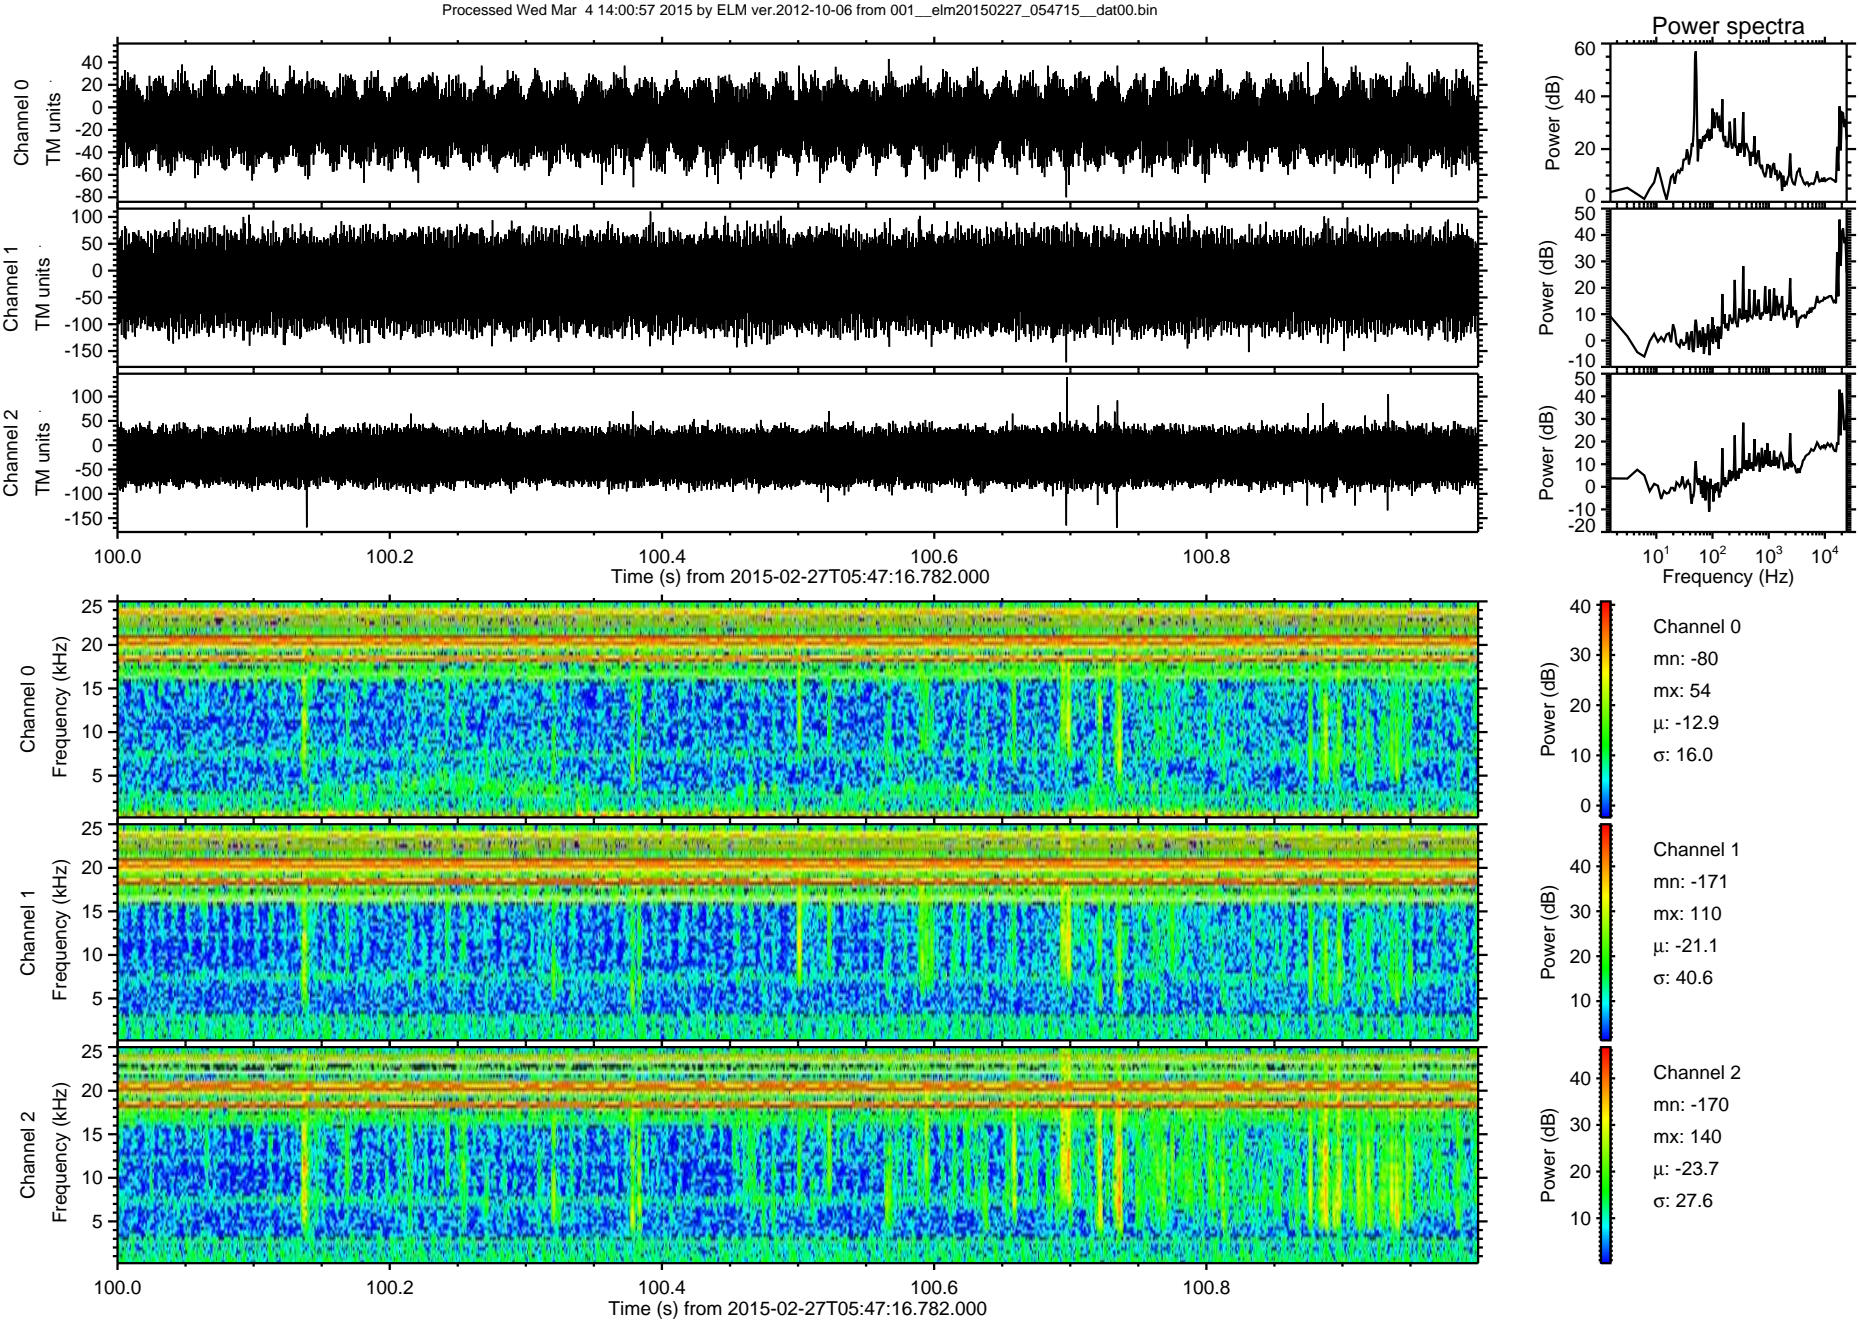 Processed Wed Mar  4 14:00:57 2015 by ELM ver.2012-10-06 from 001__elm20150227_054715__dat00.bin
Power spectra
Channel 0
TM units
40
20
0
-20
-40
-60
-80
Power (dB)
60
40
20
0
Channel 1
TM units
100
50
0
-50
-100
-150
Power (dB)
50
40
30
20
10
0
-10
Channel 2
TM units
100
50
0
-50
-100
-150
Power (dB)
50
40
30
20
10
0
-10
-20
100.0 100.2 100.4 100.6 100.8
Time (s) from 2015-02-27T05:47:16.782.000
10¹ 10² 10³ 10⁴
Frequency (Hz)
Channel 0
Frequency (kHz)
25
20
15
10
5
Power (dB)
40
30
20
10
0
Channel 0
mn: -80
mx: 54
μ: -12.9
σ: 16.0
Channel 1
Frequency (kHz)
25
20
15
10
5
Power (dB)
40
30
20
10
Channel 1
mn: -171
mx: 110
μ: -21.1
σ: 40.6
Channel 2
Frequency (kHz)
25
20
15
10
5
Power (dB)
40
30
20
10
Channel 2
mn: -170
mx: 140
μ: -23.7
σ: 27.6
100.0 100.2 100.4 100.6 100.8
Time (s) from 2015-02-27T05:47:16.782.000